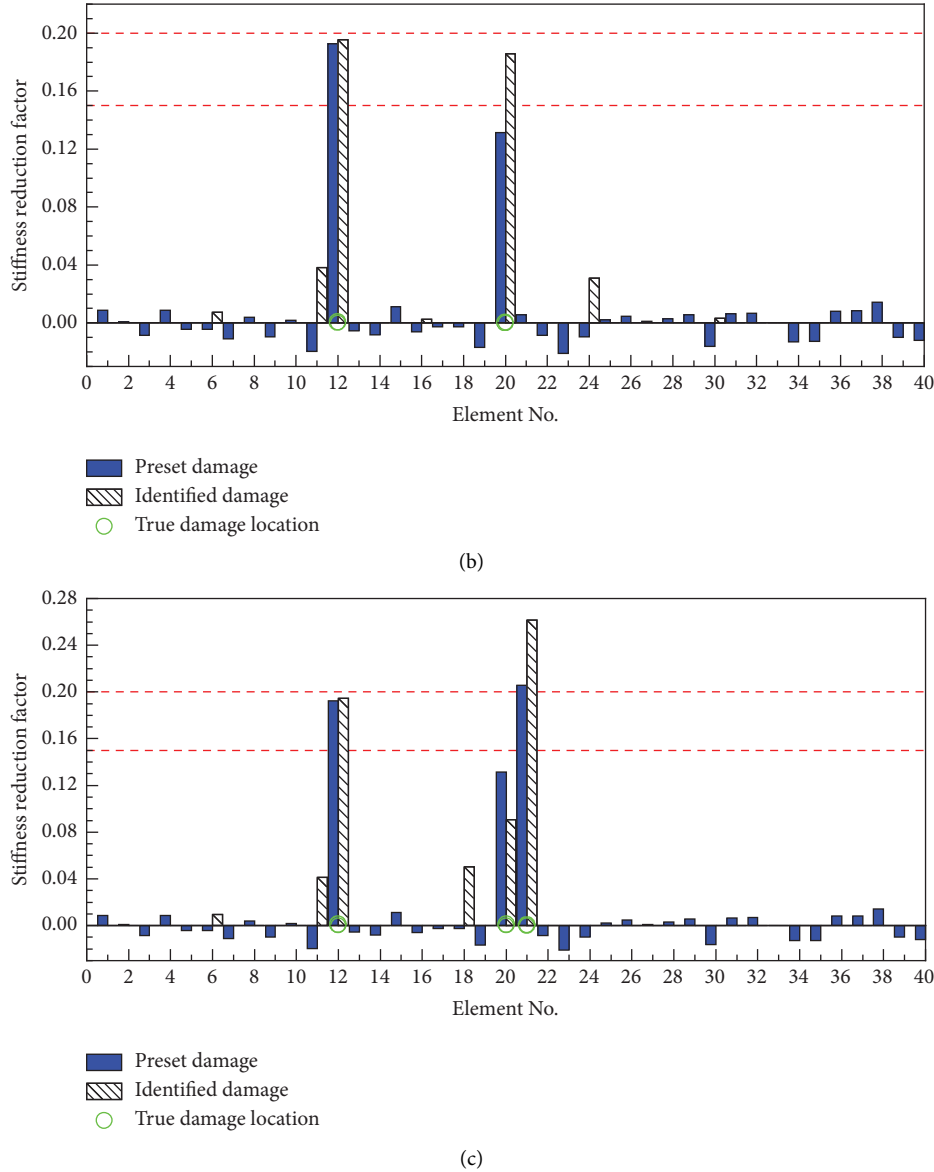 0.20
0.16
0.12
0.08
0.04
0.00
Stiffness reduction factor
0 2 4 6 8 10 12 14 16 18 20 22 24 26 28 30 32 34 36 38 40
Element No.
Preset damage
Identified damage
True damage location
(b)
0.28
0.24
0.20
0.16
0.12
0.08
0.04
0.00
Stiffness reduction factor
0 2 4 6 8 10 12 14 16 18 20 22 24 26 28 30 32 34 36 38 40
Element No.
Preset damage
Identified damage
True damage location
(c)